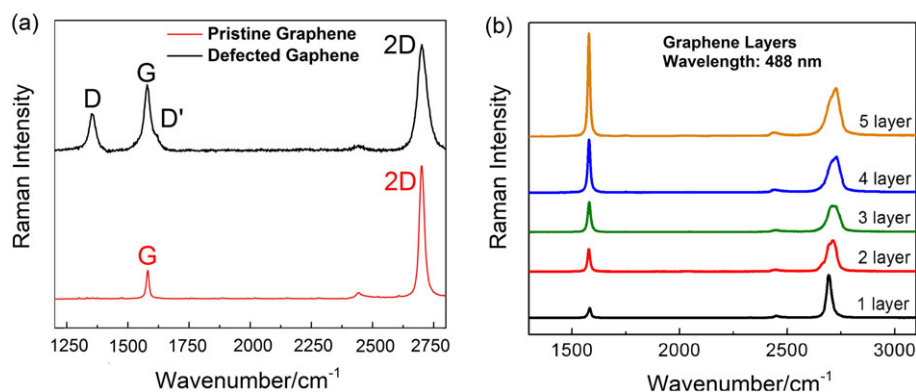 (a)
Pristine Graphene
Defected Gaphene
2D
G
D
D'
2D
G
Raman Intensity
1250 1500 1750 2000 2250 2500 2750
Wavenumber/cm-1
(b)
Graphene Layers
Wavelength: 488 nm
5 layer
4 layer
3 layer
2 layer
1 layer
Raman Intensity
1500 2000 2500 3000
Wavenumber/cm-1